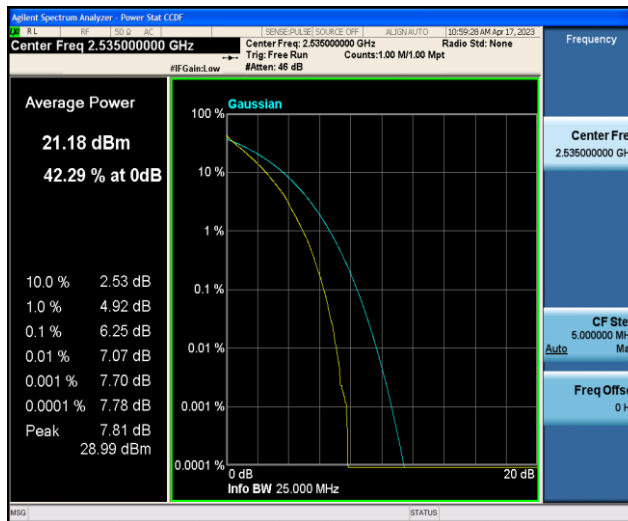 Agilent Spectrum Analyzer - Power Stat CCDF
RL RF 50 Ω AC SENSE:PULSE SOURCE OFF ALIGN AUTO 10:59:28 AM Apr 17, 2023
Center Freq 2.535000000 GHz
Center Freq: 2.535000000 GHz Radio Std: None
Trig: Free Run Counts:1.00 M/1.00 Mpt
#IFGain:Low #Atten: 46 dB
Frequency
Average Power
21.18 dBm
42.29 % at 0dB
10.0 % 2.53 dB
1.0 % 4.92 dB
0.1 % 6.25 dB
0.01 % 7.07 dB
0.001 % 7.70 dB
0.0001 % 7.78 dB
Peak 7.81 dB
28.99 dBm
Gaussian
100 %
10 %
1 %
0.1 %
0.01 %
0.001 %
0.0001 %
0 dB 20 dB
Info BW 25.000 MHz
Center Fre
2.535000000 GH
CF Ste
5.000000 MH
Auto Ma
Freq Offs
0 H
MSG STATUS